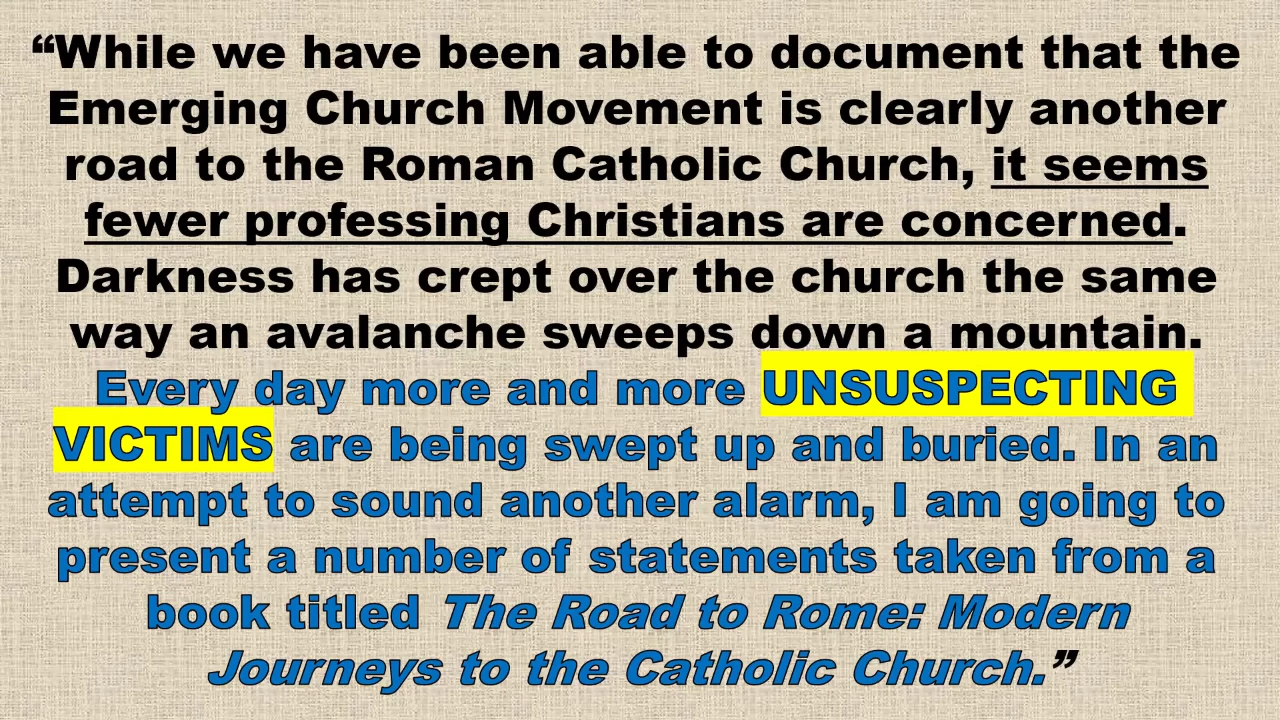 “While we have been able to document that the
Emerging Church Movement is clearly another
road to the Roman Catholic Church, it seems
fewer professing Christians are concerned.
Darkness has crept over the church the same
way an avalanche sweeps down a mountain.
Every day more and more UNSUSPECTING
VICTIMS are being swept up and buried. In an
attempt to sound another alarm, I am going to
present a number of statements taken from a
book titled The Road to Rome: Modern
Journeys to the Catholic Church.”